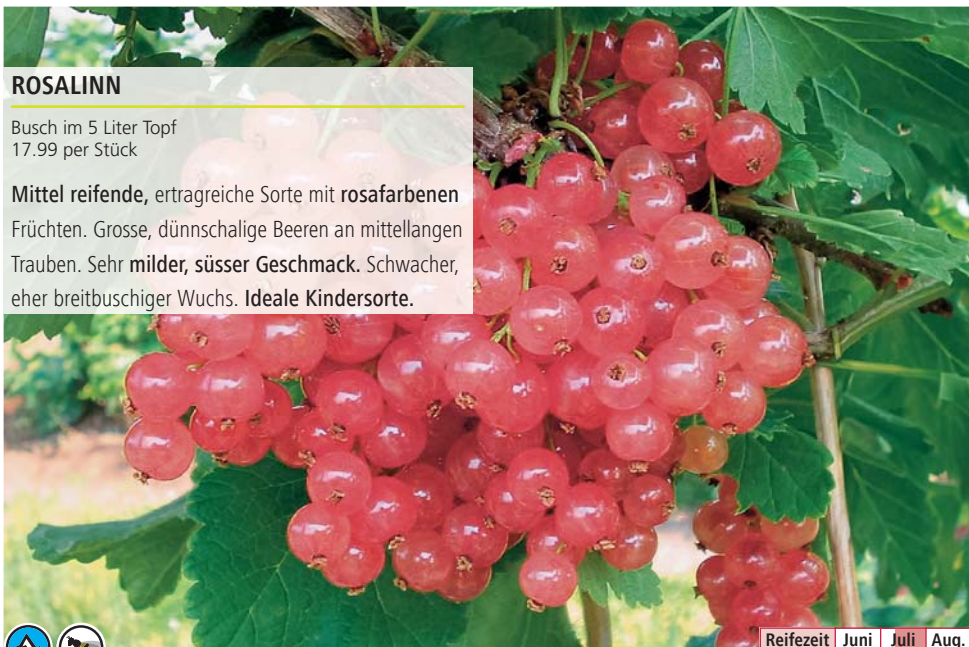 ROSALINN
Busch im 5 Liter Topf
17.99 per Stück
Mittel reifende, ertragreiche Sorte mit rosafarbenen
Früchten. Grosse, dünnschalige Beeren an mittellangen
Trauben. Sehr milder, süsser Geschmack. Schwacher,
eher breitbuschiger Wuchs. Ideale Kindersorte.
Reifezeit Juni Juli Aug.